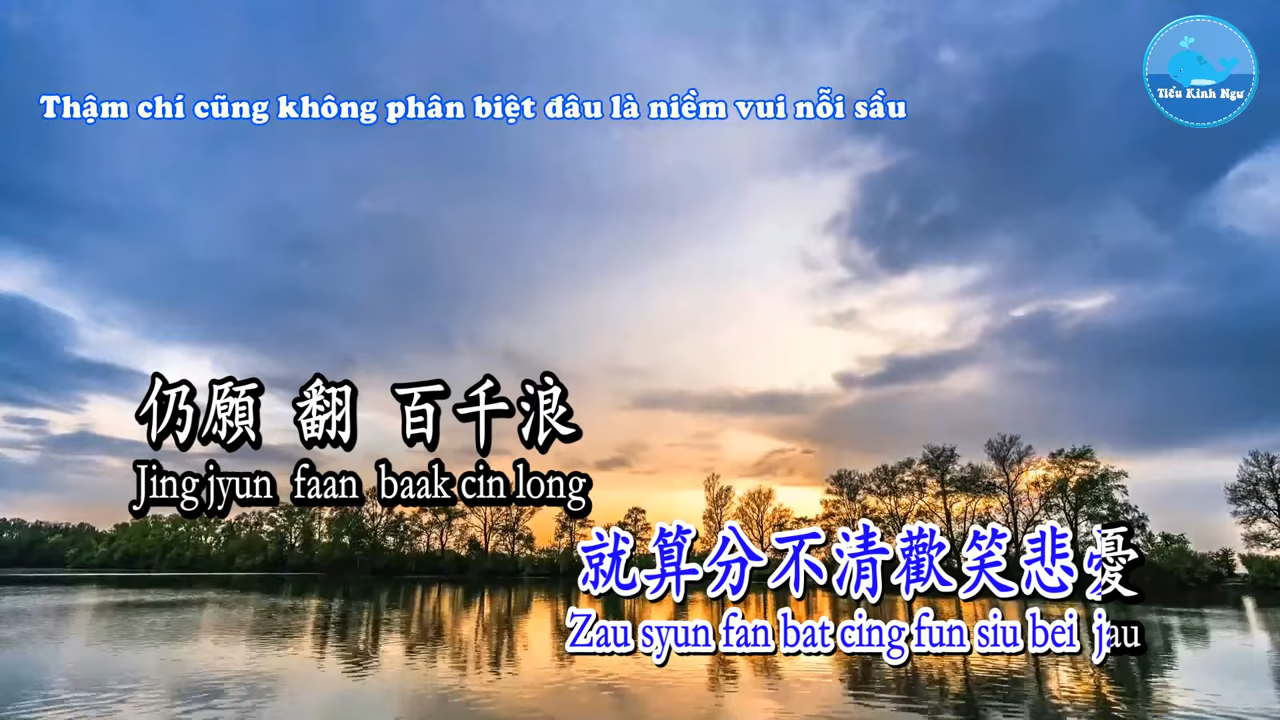 Tiểu Kình Ngư
Thậm chí cũng không phân biệt đâu là niềm vui nỗi sầu
仍願 翻 百千浪
Jing jyun faan baak cin long
就算分不清歡笑悲憂
Zau syun fan bat cing fun siu bei jau